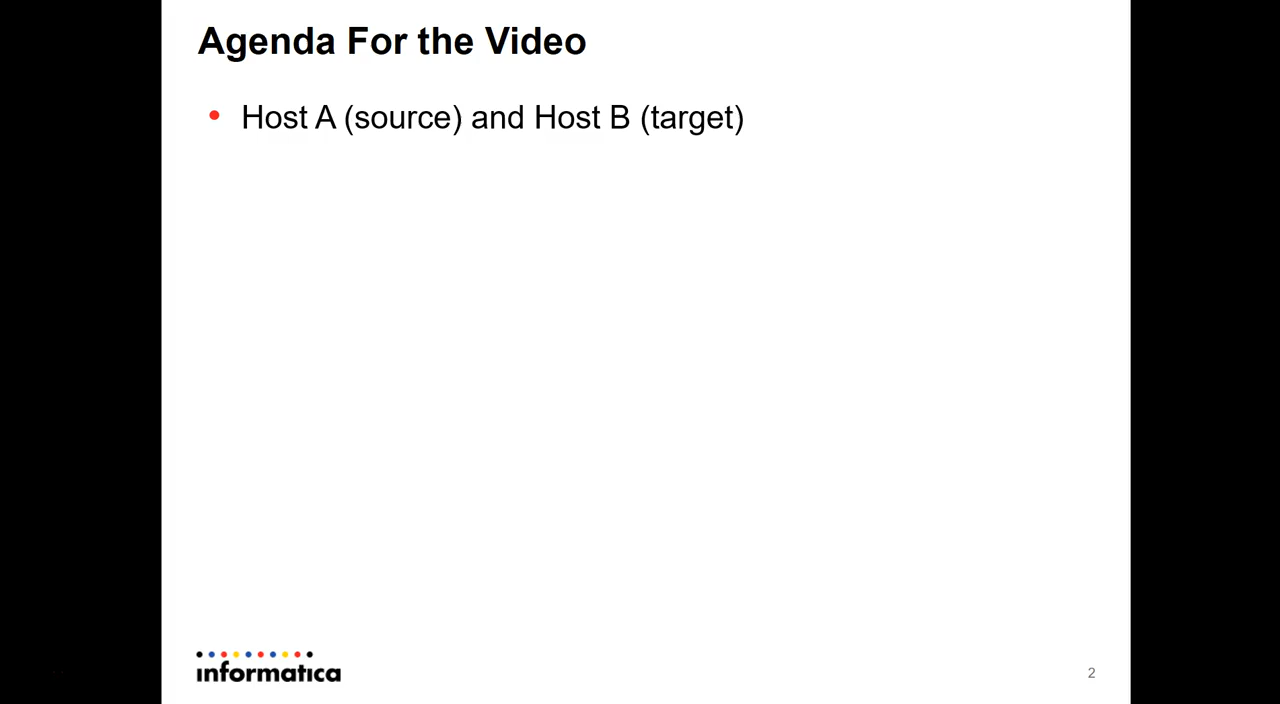 Agenda For the Video
• Host A (source) and Host B (target)
informatica
2